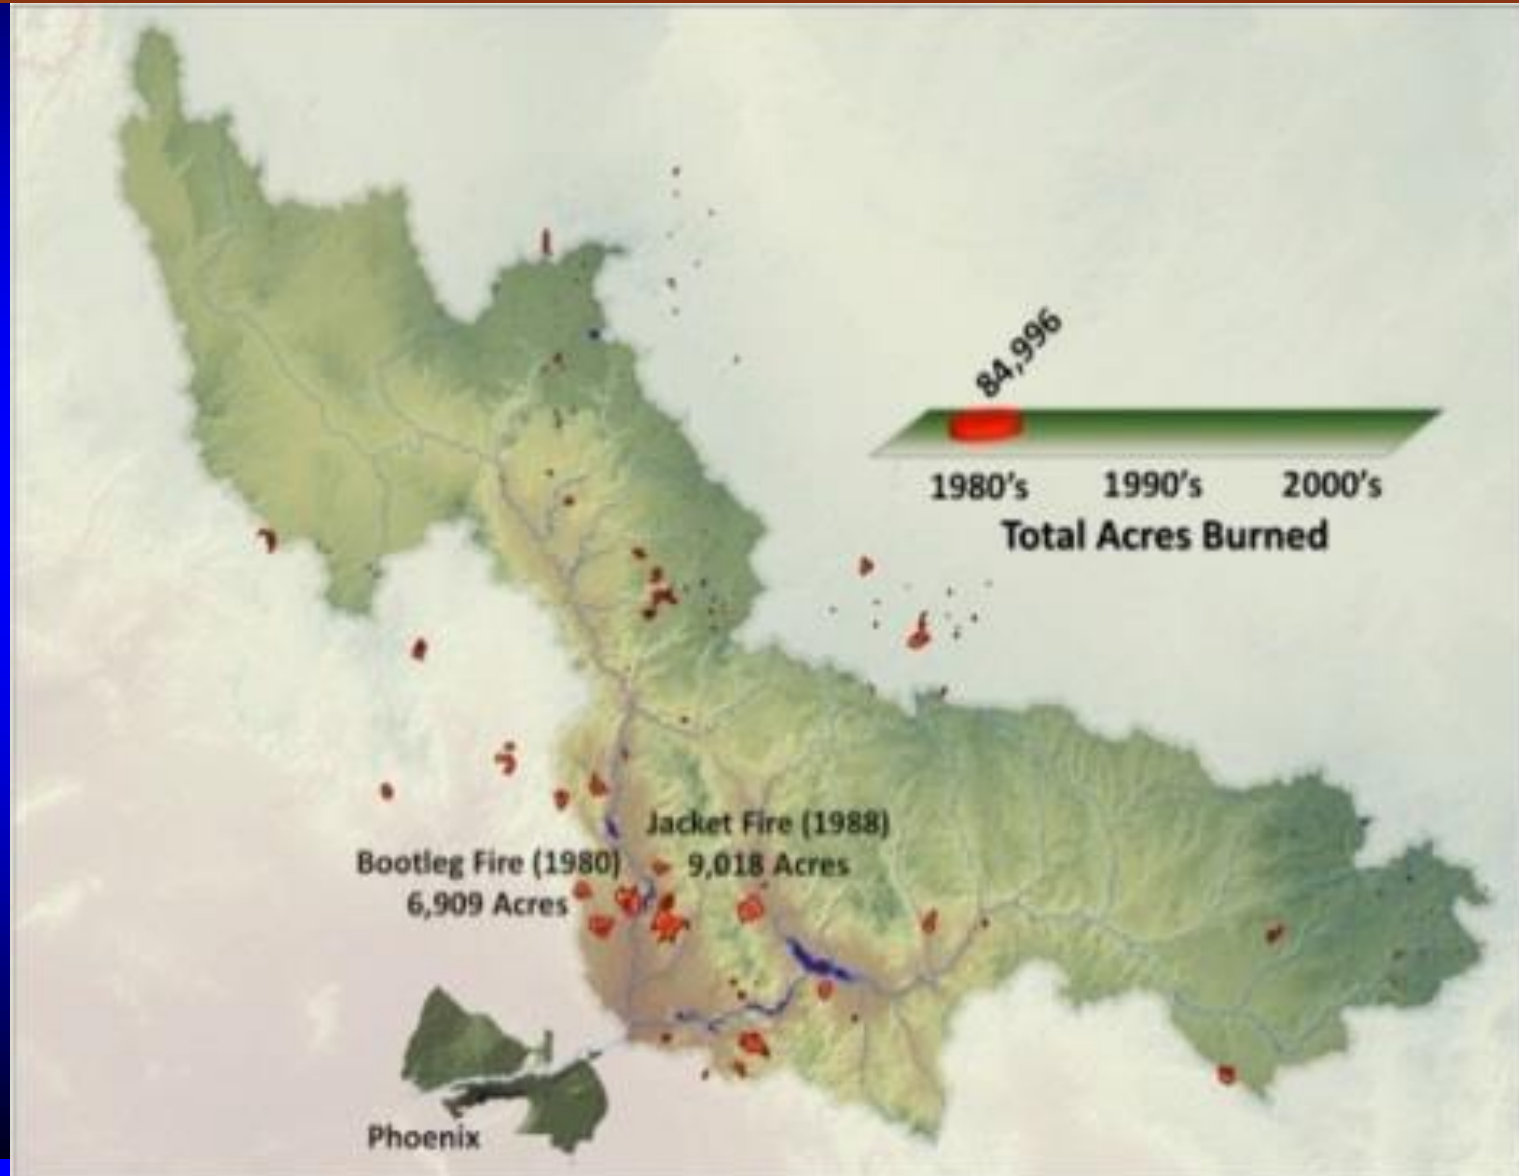 84,996
1980's 1990's 2000's
Total Acres Burned
Jacket Fire (1988)
9,018 Acres
Bootleg Fire (1980)
6,909 Acres
Phoenix